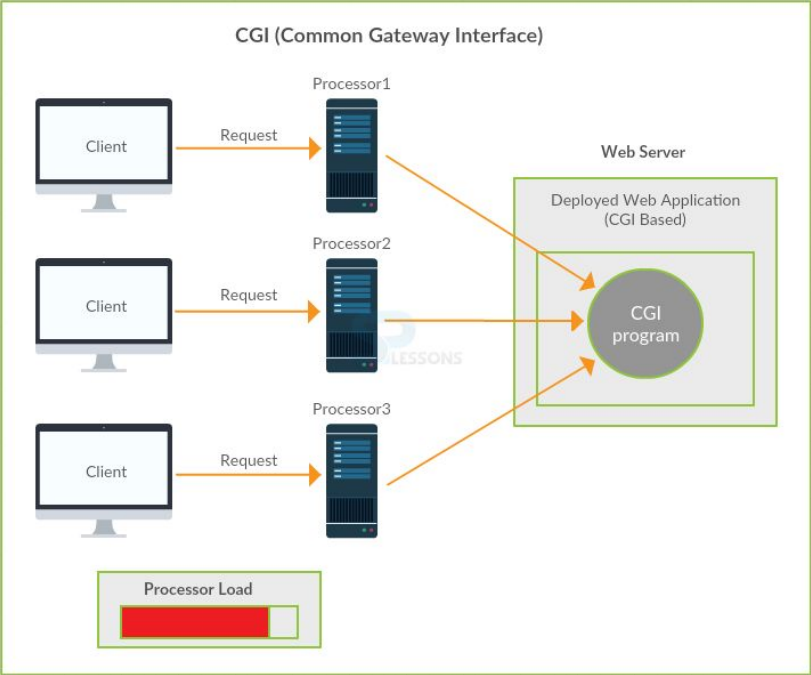 CGI (Common Gateway Interface)
Processor1
Client
Request
Web Server
Deployed Web Application
(CGI Based)
Processor2
Client
Request
CGI
program
LESSONS
Processor3
Client
Request
Processor Load